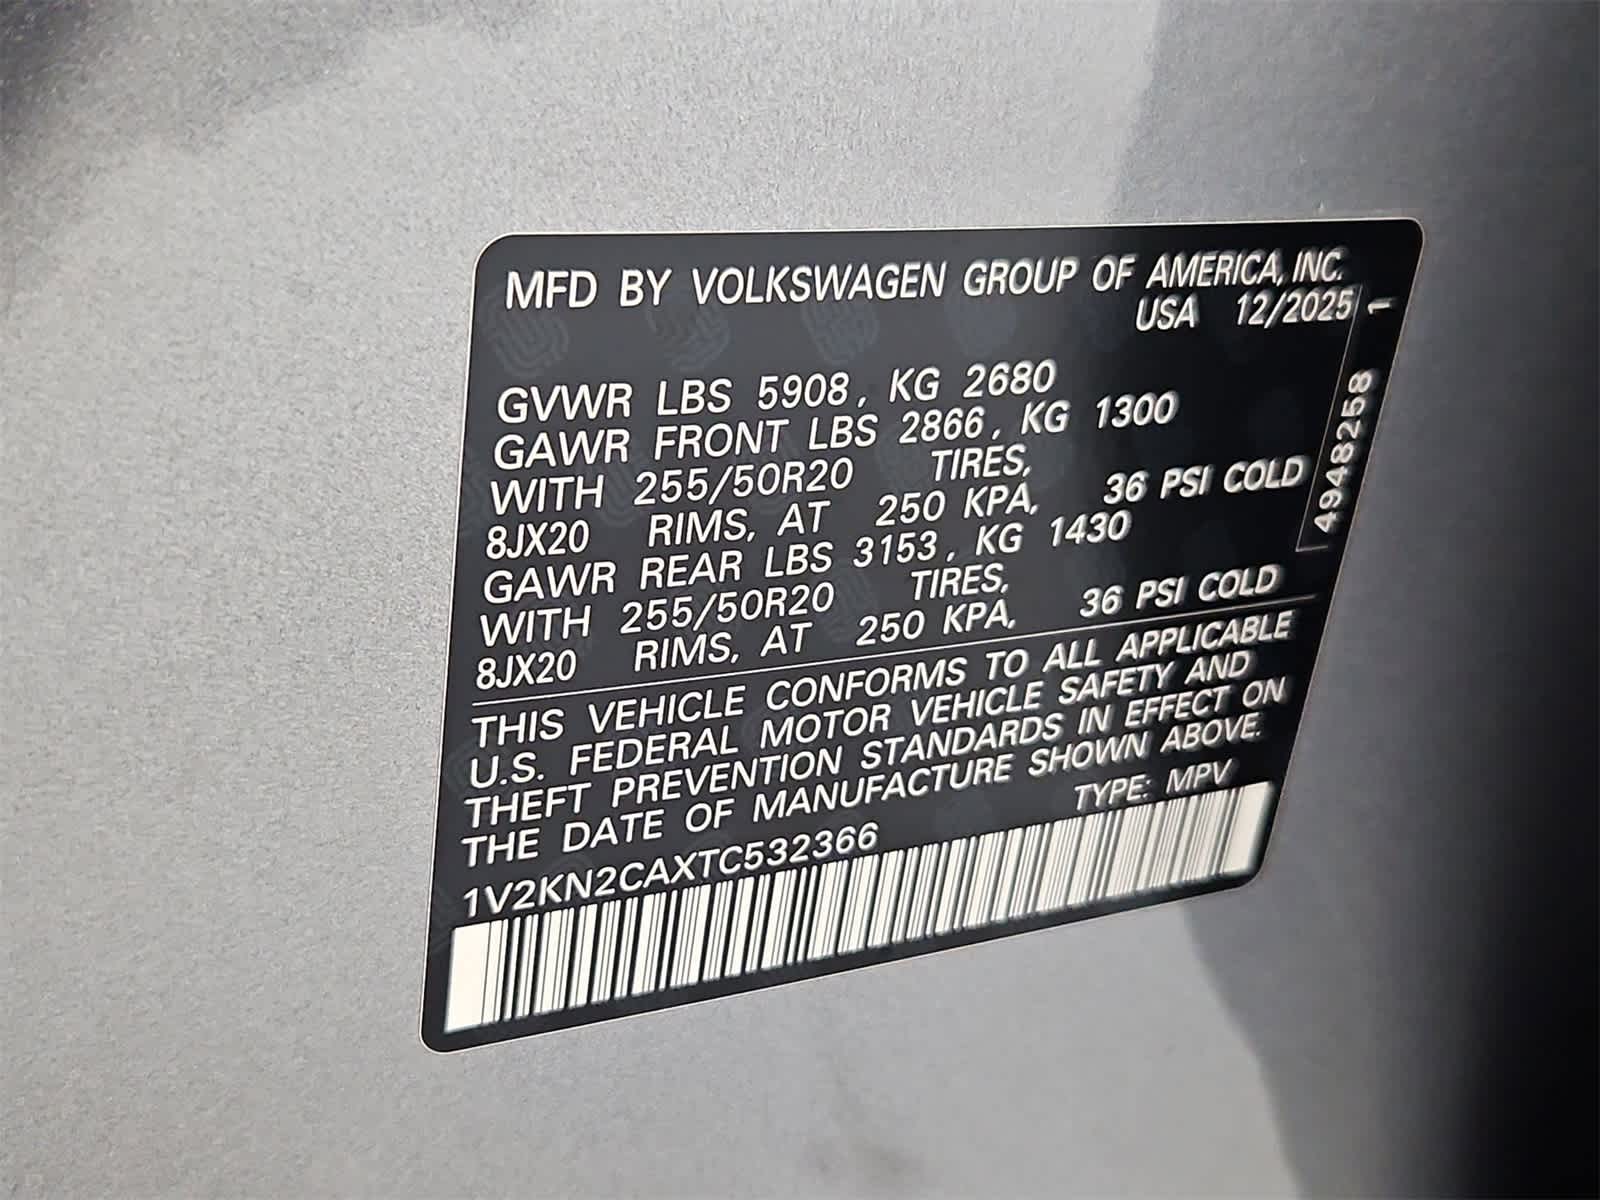 MFD BY VOLKSWAGEN GROUP OF AMERICA, INC.
USA 12/2025
GVWR LBS 5908, KG 2680
GAWR FRONT LBS 2866, KG 1300
WITH 255/50R20 TIRES,
8JX20 RIMS, AT 250 KPA, 36 PSI COLD
GAWR REAR LBS 3153, KG 1430
WITH 255/50R20 TIRES,
8JX20 RIMS, AT 250 KPA, 36 PSI COLD
THIS VEHICLE CONFORMS TO ALL APPLICABLE
U.S. FEDERAL MOTOR VEHICLE SAFETY AND
THEFT PREVENTION STANDARDS IN EFFECT ON
THE DATE OF MANUFACTURE SHOWN ABOVE.
TYPE: MPV
1V2KN2CAXTC532366
4948258 1